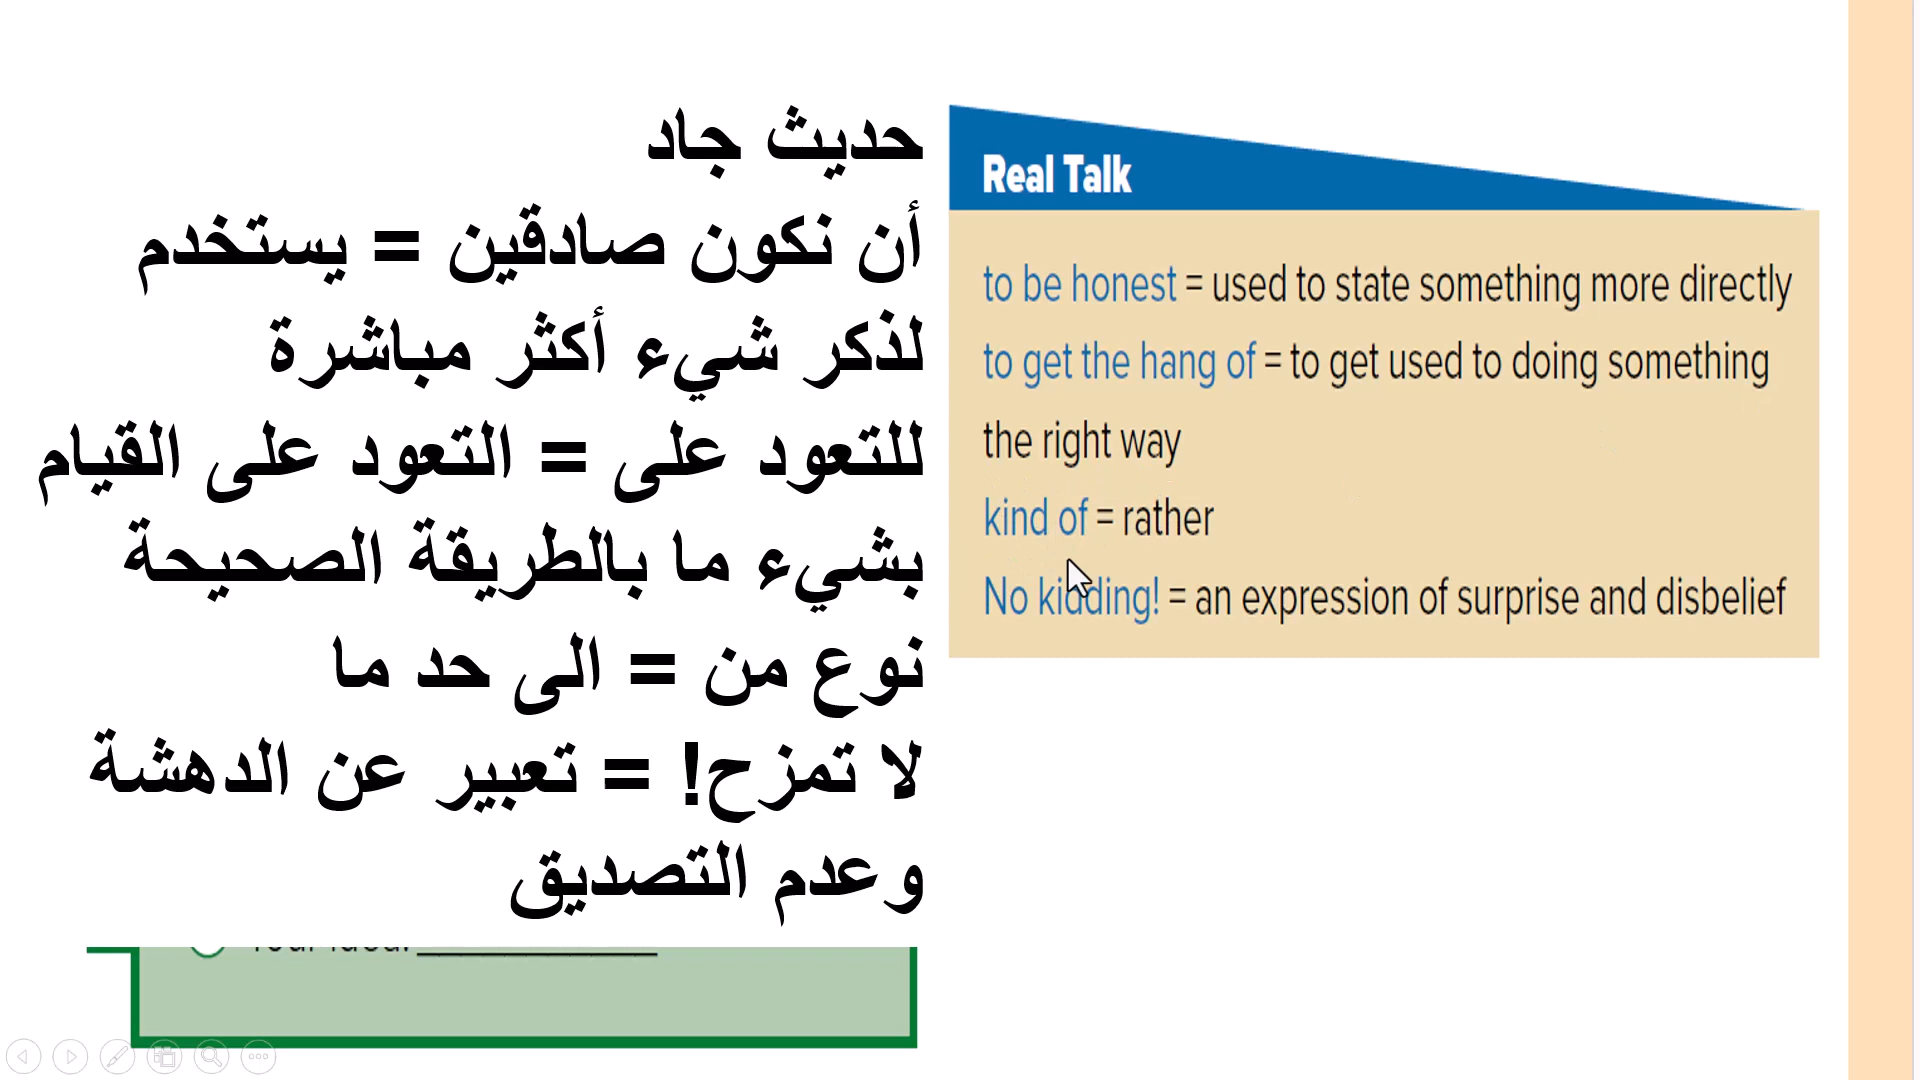 حديث جاد
أن نكون صادقين = يستخدم
لذكر شيء أكثر مباشرة
للتعود على = التعود على القيام
بشيء ما بالطريقة الصحيحة
نوع من = الى حد ما
لا تمزح! = تعبير عن الدهشة
وعدم التصديق
Real Talk
to be honest = used to state something more directly
to get the hang of = to get used to doing something
the right way
kind of = rather
No kidding! = an expression of surprise and disbelief